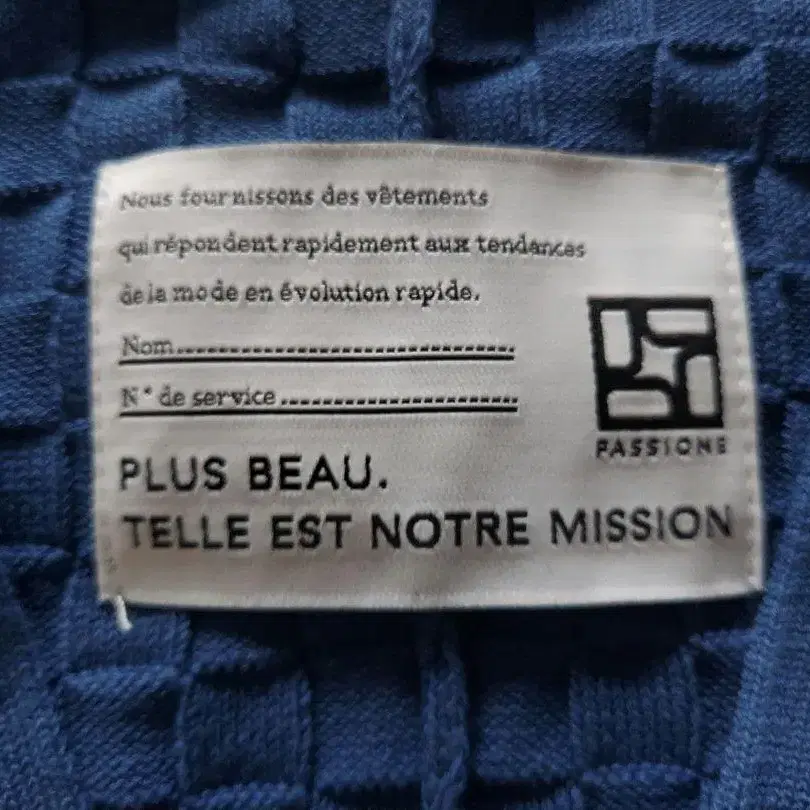 Nous fournissons des vêtements
qui répondent rapidement aux tendances
de la mode en évolution rapide.
Nom
N° de service
PASSIONE
PLUS BEAU.
TELLE EST NOTRE MISSION